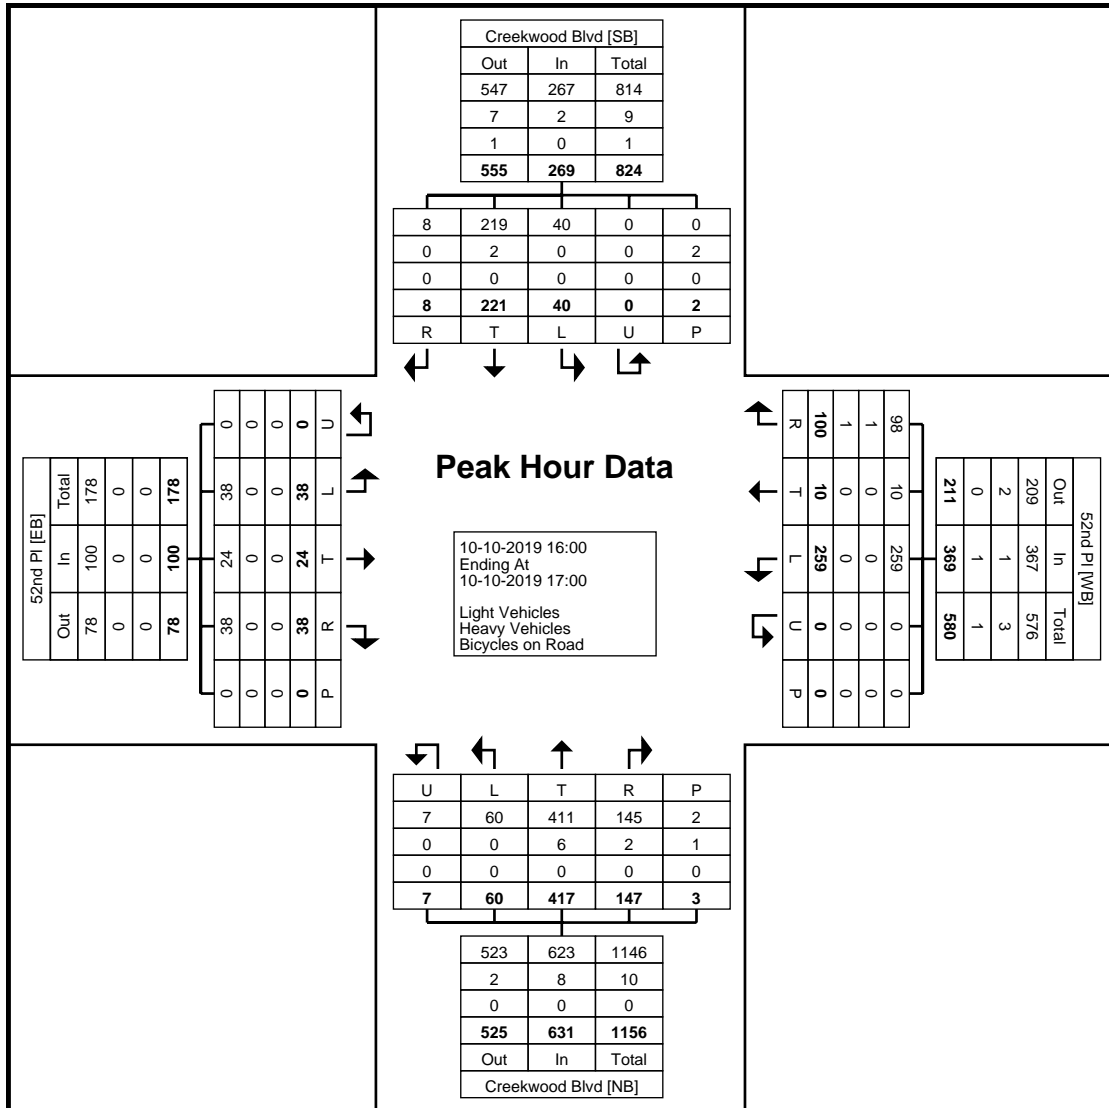 Creekwood Blvd [SB]
Out In Total
547 267 814
7 2 9
1 0 1
555 269 824
8 219 40 0 0
0 2 0 0 2
0 0 0 0 0
8 221 40 0 2
R T L U P
52nd Pl [EB]
Total 178 0 0 178
In 100 0 0 100
Out 78 0 0 78
0 0 0 0 U
38 0 0 38 L
24 0 0 24 T
38 0 0 38 R
0 0 0 0 P
Peak Hour Data
10-10-2019 16:00
Ending At
10-10-2019 17:00
Light Vehicles
Heavy Vehicles
Bicycles on Road
R 100 1 1 98
T 10 0 0 10
L 259 0 0 259
U 0 0 0 0
P 0 0 0 0
211 0 2 209 Out
369 1 1 367 In
580 1 3 576 Total
52nd Pl [WB]
U L T R P
7 60 411 145 2
0 0 6 2 1
0 0 0 0 0
7 60 417 147 3
523 623 1146
2 8 10
0 0 0
525 631 1156
Out In Total
Creekwood Blvd [NB]